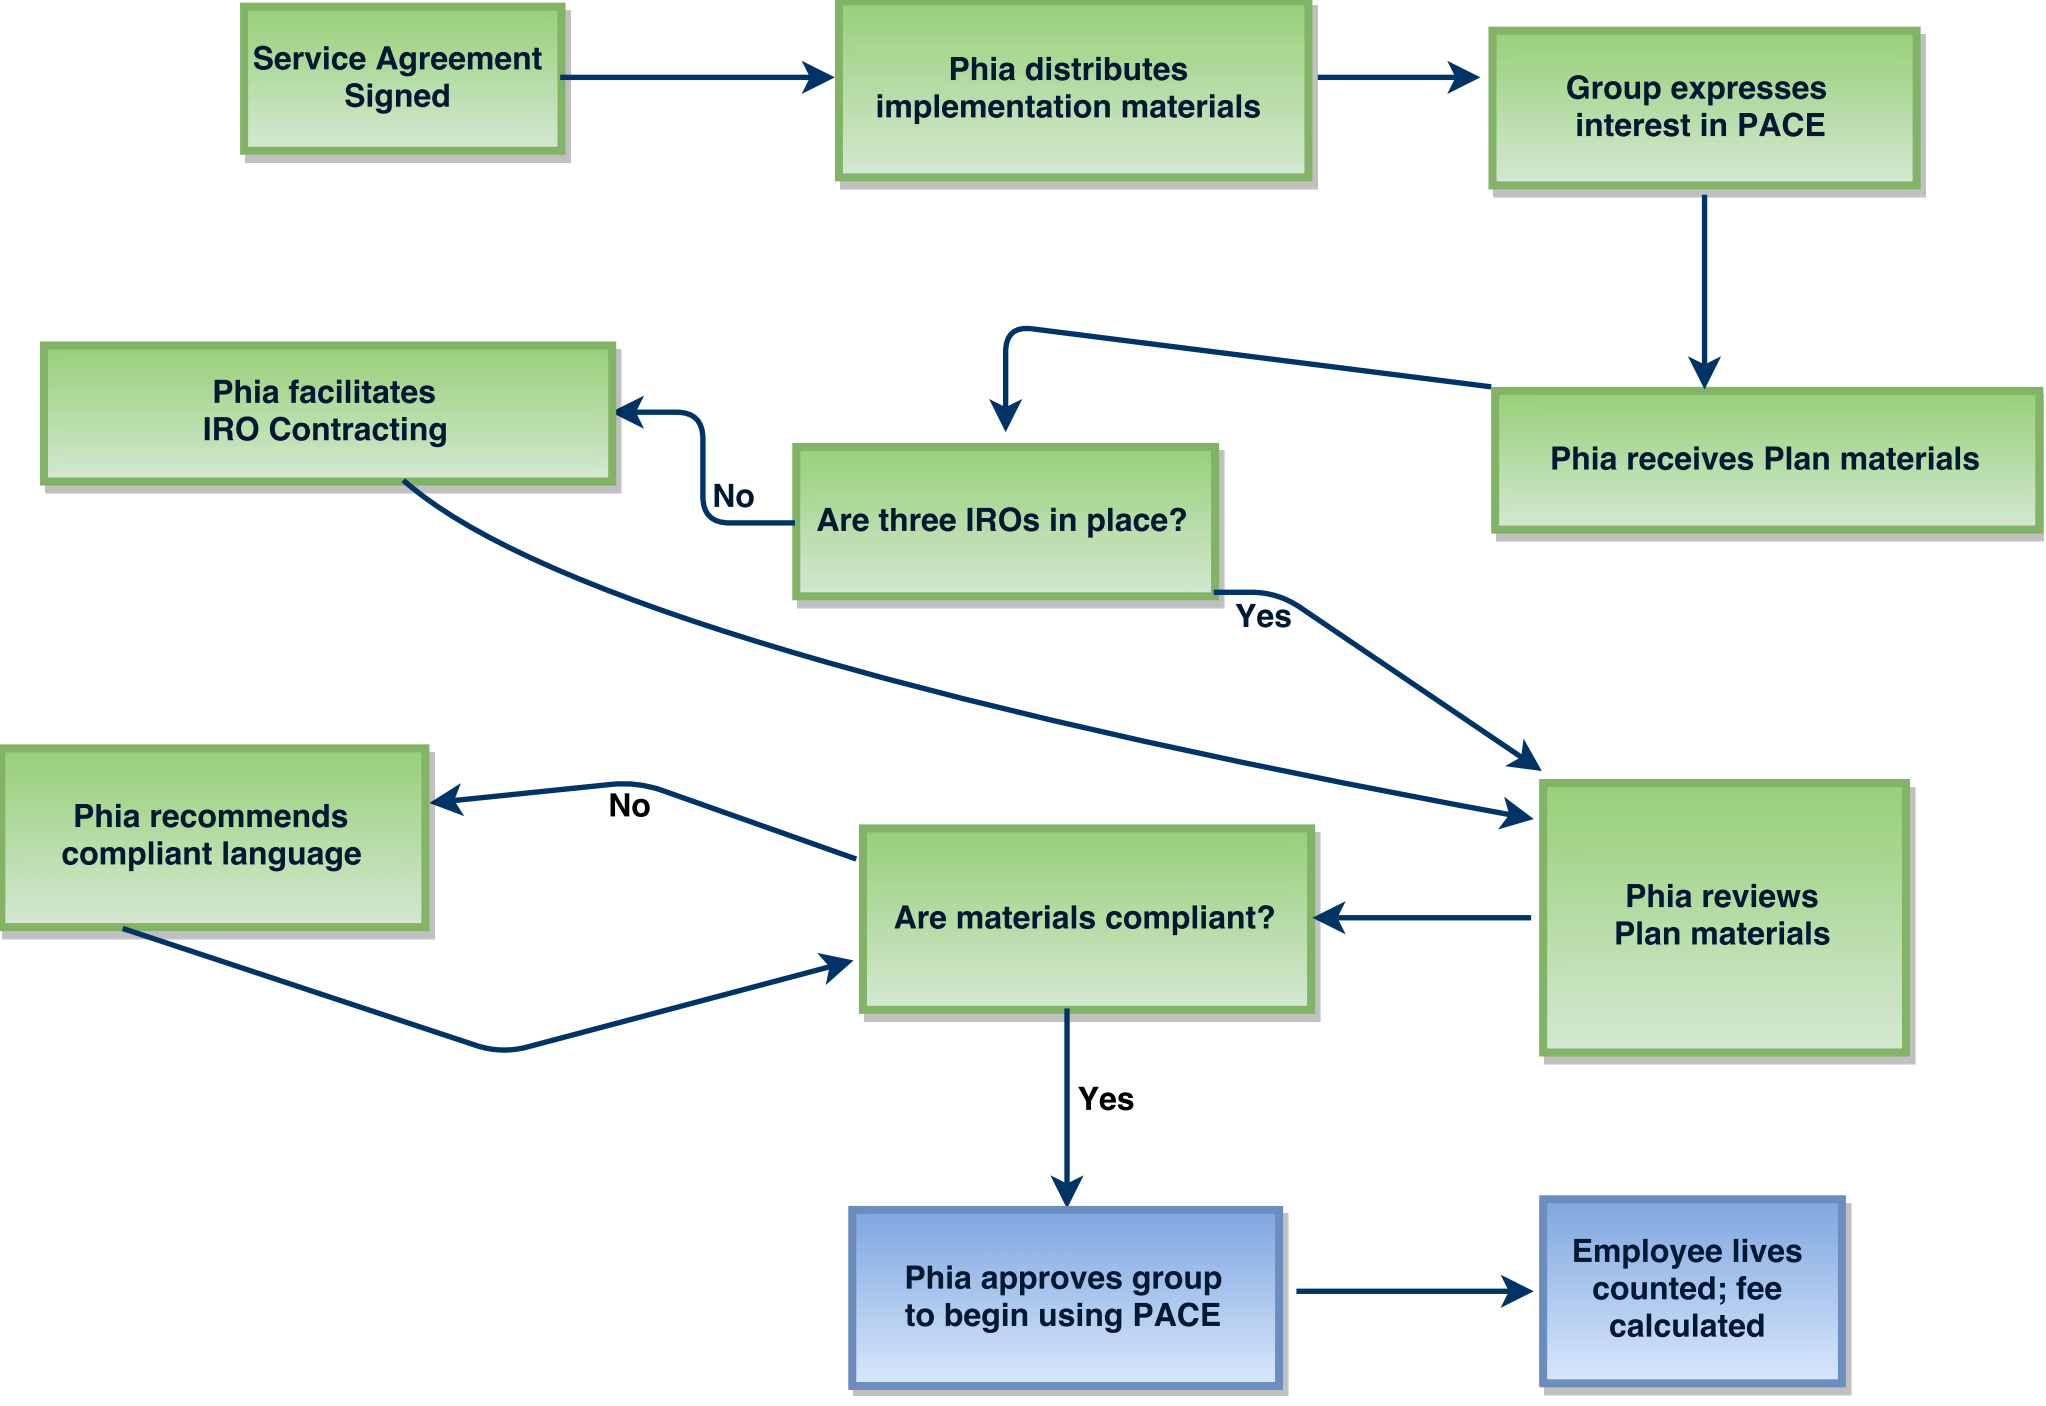 Service Agreement
Signed
Phia distributes
implementation materials
Group expresses
interest in PACE
Phia receives Plan materials
Are three IROs in place?
No
Phia facilitates
IRO Contracting
Yes
Phia reviews
Plan materials
Are materials compliant?
No
Phia recommends
compliant language
Yes
Phia approves group
to begin using PACE
Employee lives
counted; fee
calculated